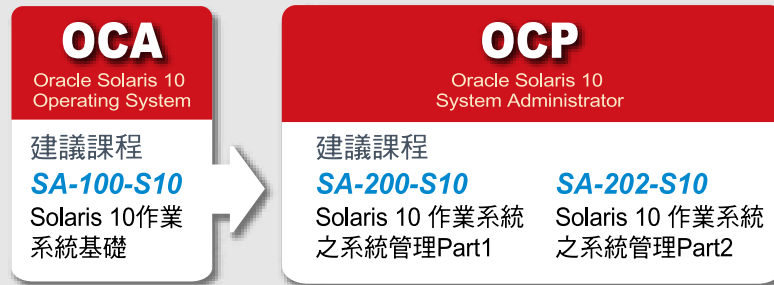 OCA
Oracle Solaris 10
Operating System
建議課程
SA-100-S10
Solaris 10作業
系統基礎
OCP
Oracle Solaris 10
System Administrator
建議課程
SA-200-S10
Solaris 10 作業系統
之系統管理Part1
SA-202-S10
Solaris 10 作業系統
之系統管理Part2